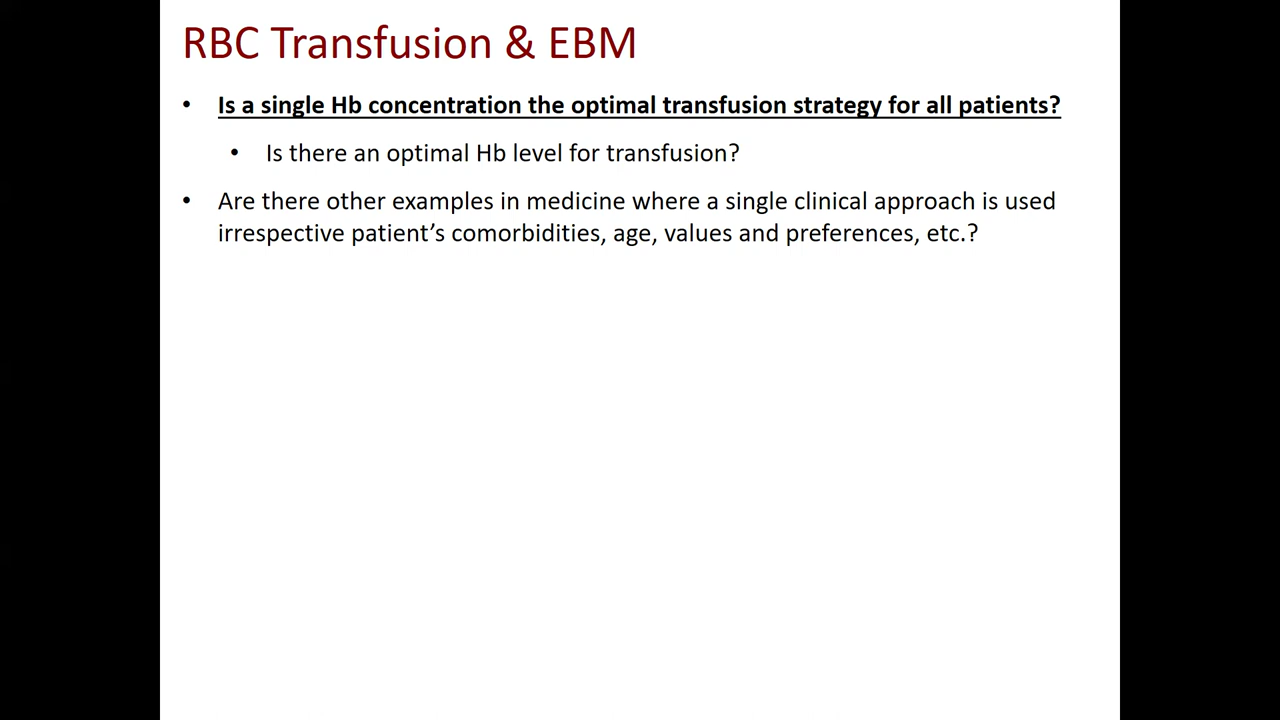 RBC Transfusion & EBM
• Is a single Hb concentration the optimal transfusion strategy for all patients?
• Is there an optimal Hb level for transfusion?
• Are there other examples in medicine where a single clinical approach is used
irrespective patient’s comorbidities, age, values and preferences, etc.?